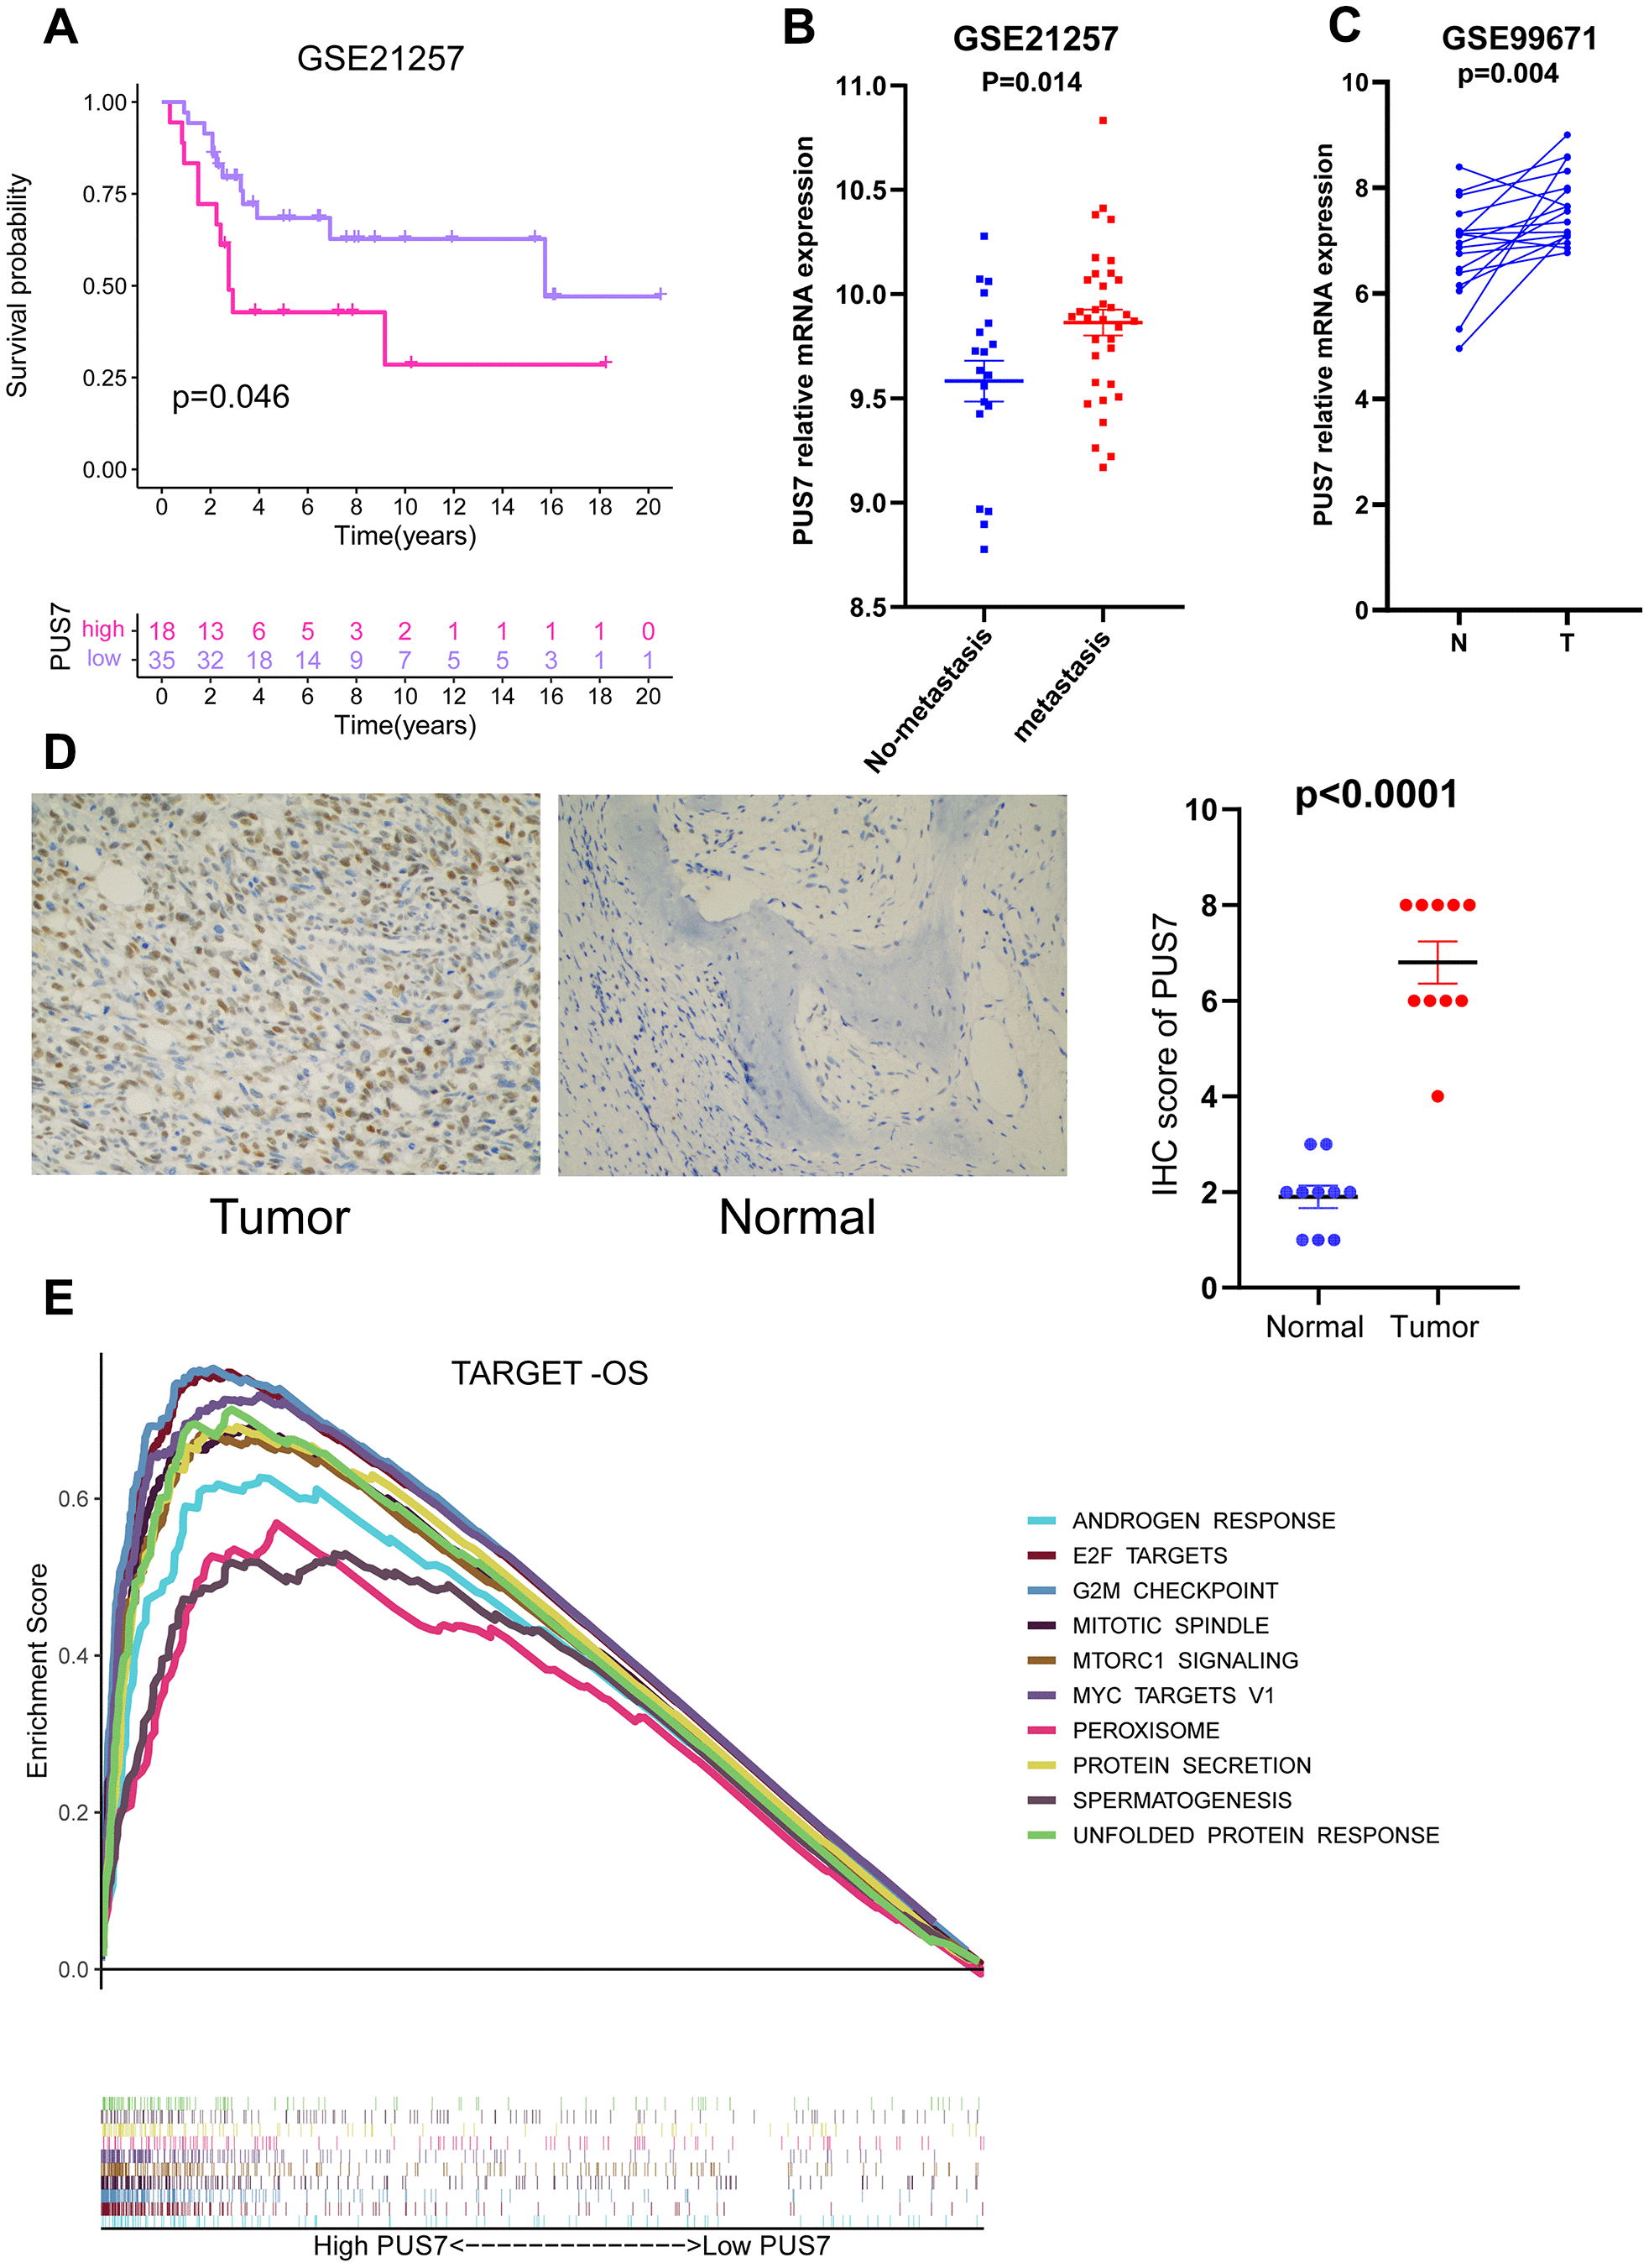 A
GSE21257
1.00
0.75
0.50
0.25
0.00
Survival probability
p=0.046
0 2 4 6 8 10 12 14 16 18 20
Time(years)
PUS7
high 18 13 6 5 3 2 1 1 1 1 0
low 35 32 18 14 9 7 5 5 3 1 1
0 2 4 6 8 10 12 14 16 18 20
Time(years)
B
GSE21257
P=0.014
11.0
10.5
10.0
9.5
9.0
8.5
PUS7 relative mRNA expression
No-metastasis
metastasis
C
GSE99671
p=0.004
10
8
6
4
2
0
PUS7 relative mRNA expression
N T
D
Tumor
Normal
p<0.0001
10
8
6
4
2
0
IHC score of PUS7
Normal Tumor
E
TARGET -OS
0.6
0.4
0.2
0.0
Enrichment Score
ANDROGEN RESPONSE
E2F TARGETS
G2M CHECKPOINT
MITOTIC SPINDLE
MTORC1 SIGNALING
MYC TARGETS V1
PEROXISOME
PROTEIN SECRETION
SPERMATOGENESIS
UNFOLDED PROTEIN RESPONSE
High PUS7<---------------->Low PUS7